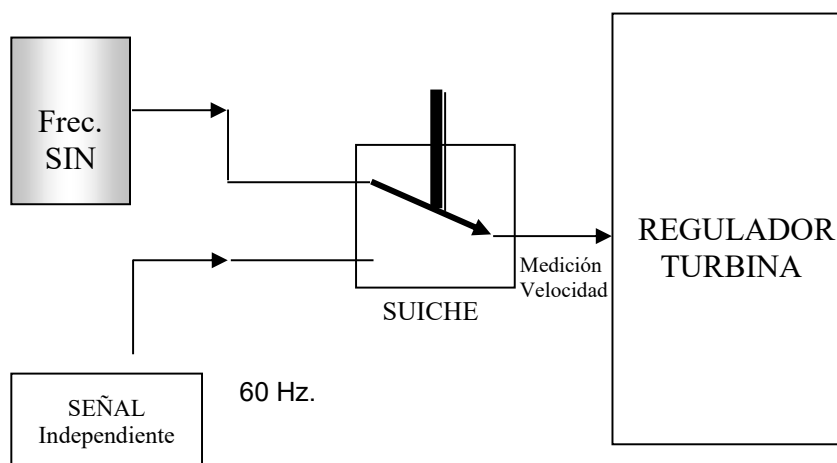 Frec.
SIN
REGULADOR
TURBINA
Medición
Velocidad
SUICHE
60 Hz.
SEÑAL
Independiente